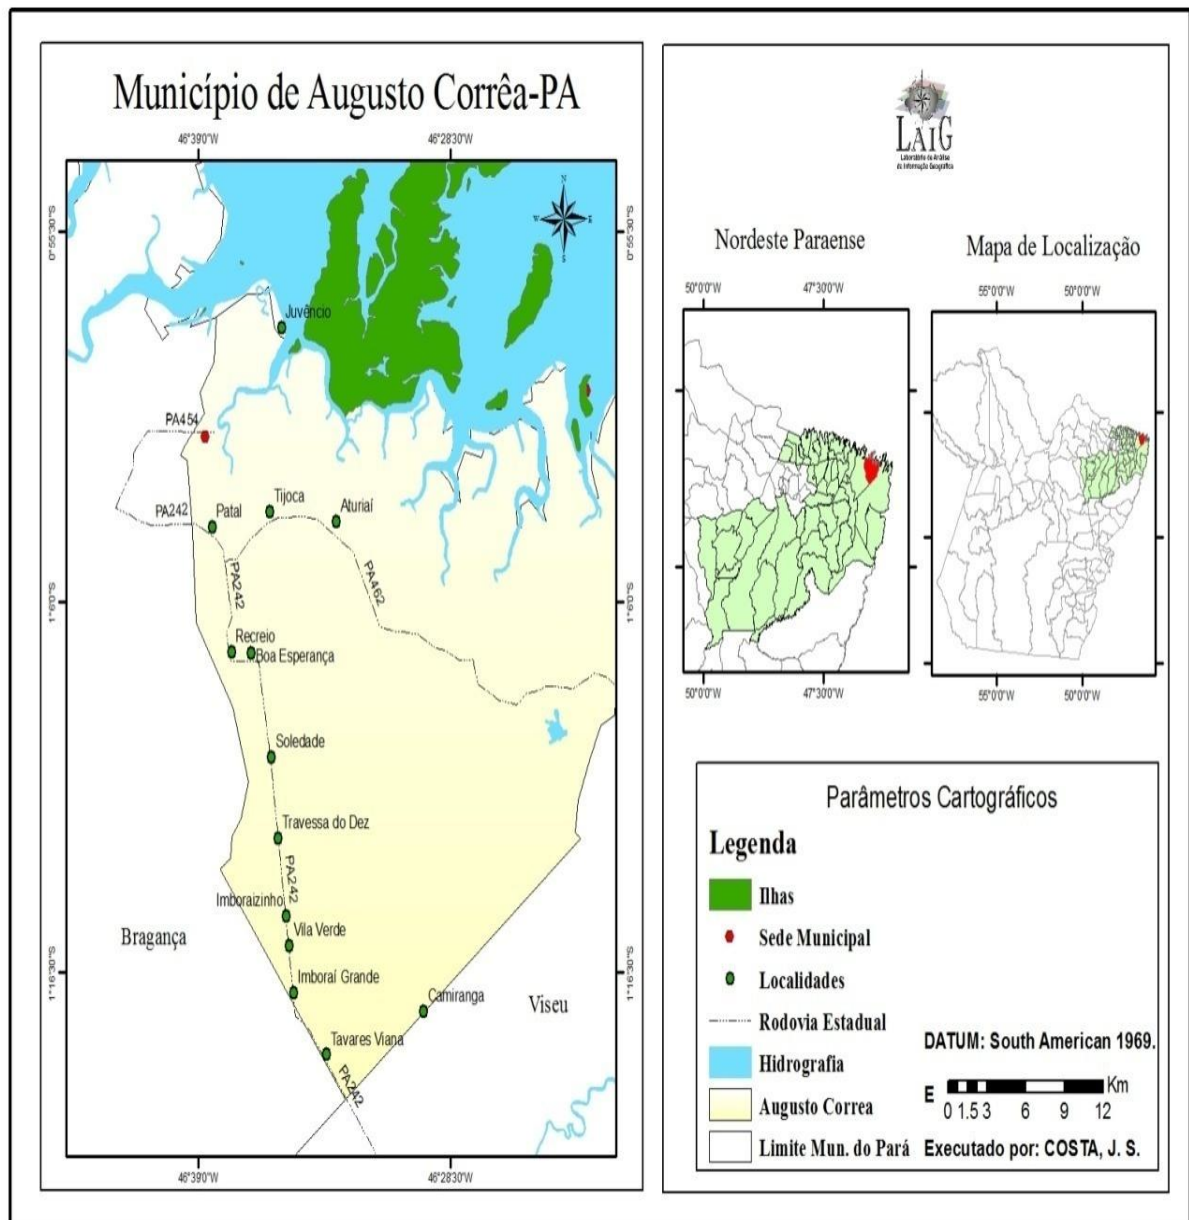 Município de Augusto Corrêa-PA
46°39'0"W
46°28'30"W
0°55'30"S
0°55'30"S
N
W
E
S
Juvêncio
PA454
PA242
Patal
Tijoca
Aturiaí
PA242
PA462
1°6'0"S
1°6'0"S
Recreio
Boa Esperança
Soledade
Travessa do Dez
PA242
Imboraizinho
Vila Verde
Bragança
Imboraí Grande
Camiranga
Viseu
1°16'30"S
1°16'30"S
Tavares Viana
PA242
46°39'0"W
46°28'30"W
LAIG
Laboratório de Análise
da Informação Geográfica
Nordeste Paraense
50°0'0"W
47°30'0"W
50°0'0"W
47°30'0"W
Mapa de Localização
55°0'0"W
50°0'0"W
55°0'0"W
50°0'0"W
Parâmetros Cartográficos
Legenda
Ilhas
Sede Municipal
Localidades
Rodovia Estadual
Hidrografia
Augusto Correa
Limite Mun. do Pará
DATUM: South American 1969.
E
Km
0 1.5 3 6 9 12
Executado por: COSTA, J. S.